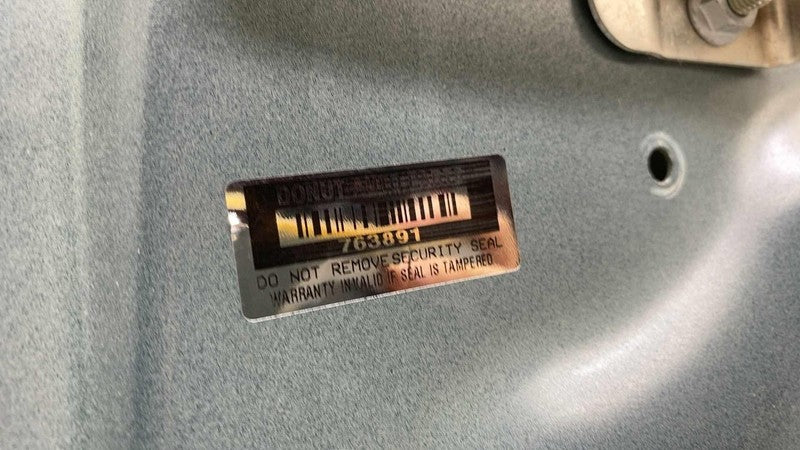 DONUT
763891
DO NOT REMOVE SECURITY SEAL
WARRANTY INVALID IF SEAL IS TAMPERED